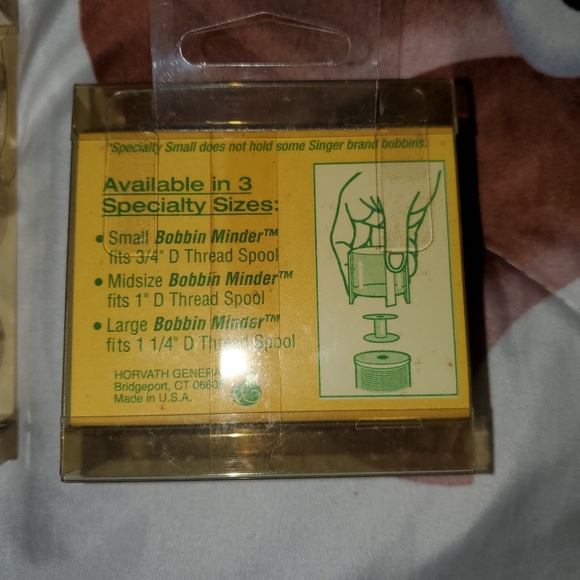 *Specialty Small does not hold some Singer brand bobbins.
Available in 3
Specialty Sizes:
• Small Bobbin Minder™
fits 3/4" D Thread Spool
• Midsize Bobbin Minder™
fits 1" D Thread Spool
• Large Bobbin Minder™
fits 1 1/4" D Thread Spool
HORVATH GENERAL
Bridgeport, CT 06605
Made in U.S.A.